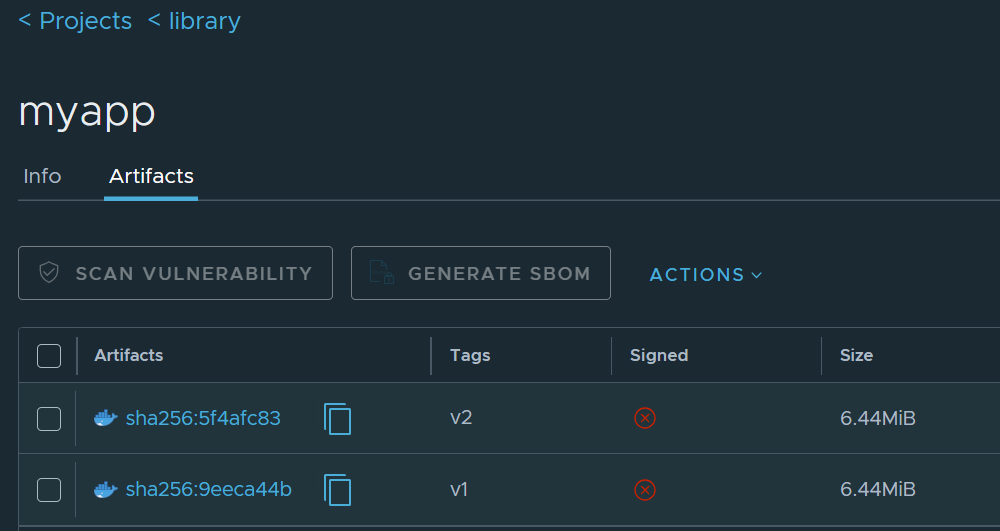 < Projects < library
myapp
Info Artifacts
SCAN VULNERABILITY GENERATE SBOM ACTIONS
Artifacts Tags Signed Size
sha256:5f4afc83 v2 6.44MiB
sha256:9eeca44b v1 6.44MiB